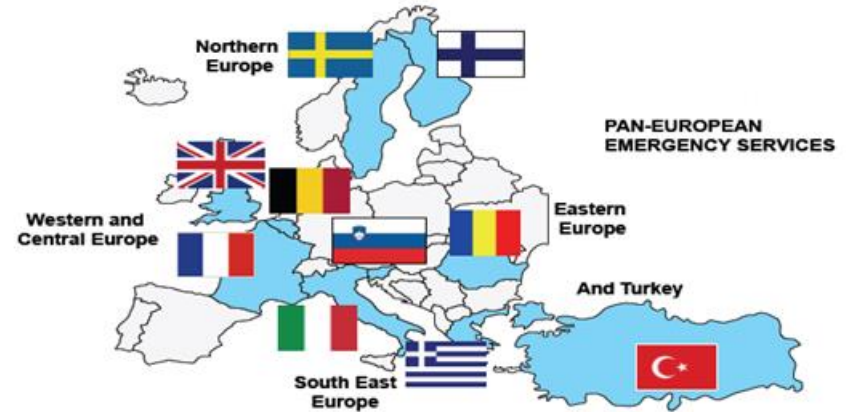 Northern
Europe
PAN-EUROPEAN
EMERGENCY SERVICES
Western and
Central Europe
Eastern
Europe
And Turkey
South East
Europe